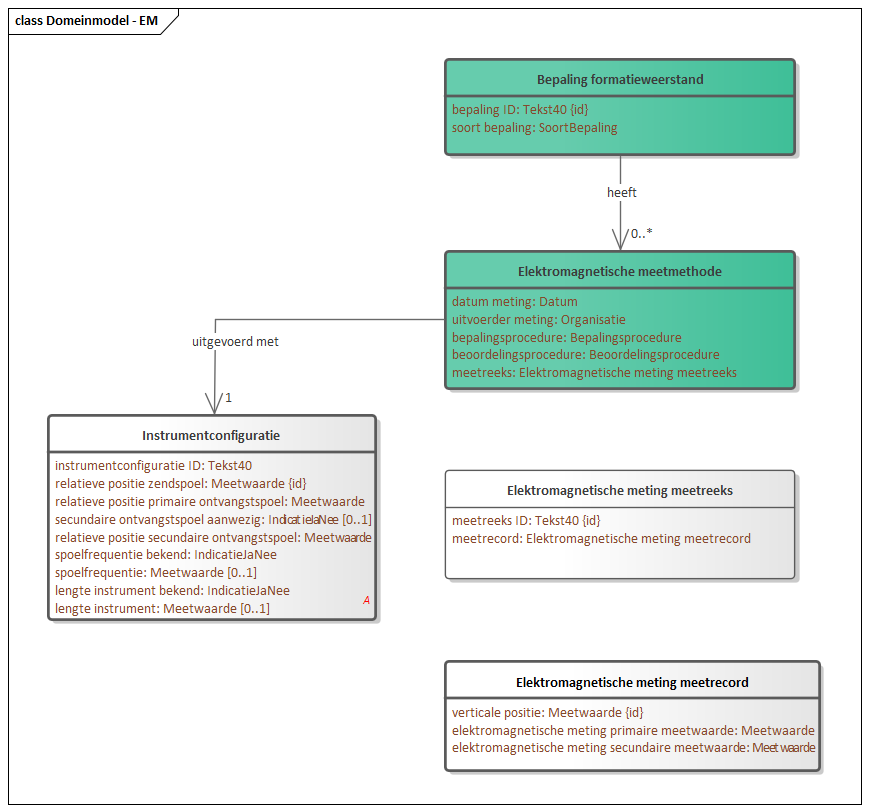 class Domeinmodel - EM
Bepaling formatieweerstand
bepaling ID: Tekst40 {id}
soort bepaling: SoortBepaling
heeft
0..*
Elektromagnetische meetmethode
datum meting: Datum
uitvoerder meting: Organisatie
bepalingsprocedure: Bepalingsprocedure
beoordelingsprocedure: Beoordelingsprocedure
meetreeks: Elektromagnetische meting meetreeks
uitgevoerd met
1
Instrumentconfiguratie
instrumentconfiguratie ID: Tekst40
relatieve positie zendspoel: Meetwaarde {id}
relatieve positie primaire ontvangstspoel: Meetwaarde
secundaire ontvangstspoel aanwezig: IndicatieJaNee [0..1]
relatieve positie secundaire ontvangstspoel: Meetwaarde
spoelfrequentie bekend: IndicatieJaNee
spoelfrequentie: Meetwaarde [0..1]
lengte instrument bekend: IndicatieJaNee
lengte instrument: Meetwaarde [0..1]
A
Elektromagnetische meting meetreeks
meetreeks ID: Tekst40 {id}
meetrecord: Elektromagnetische meting meetrecord
Elektromagnetische meting meetrecord
verticale positie: Meetwaarde {id}
elektromagnetische meting primaire meetwaarde: Meetwaarde
elektromagnetische meting secundaire meetwaarde: Meetwaarde